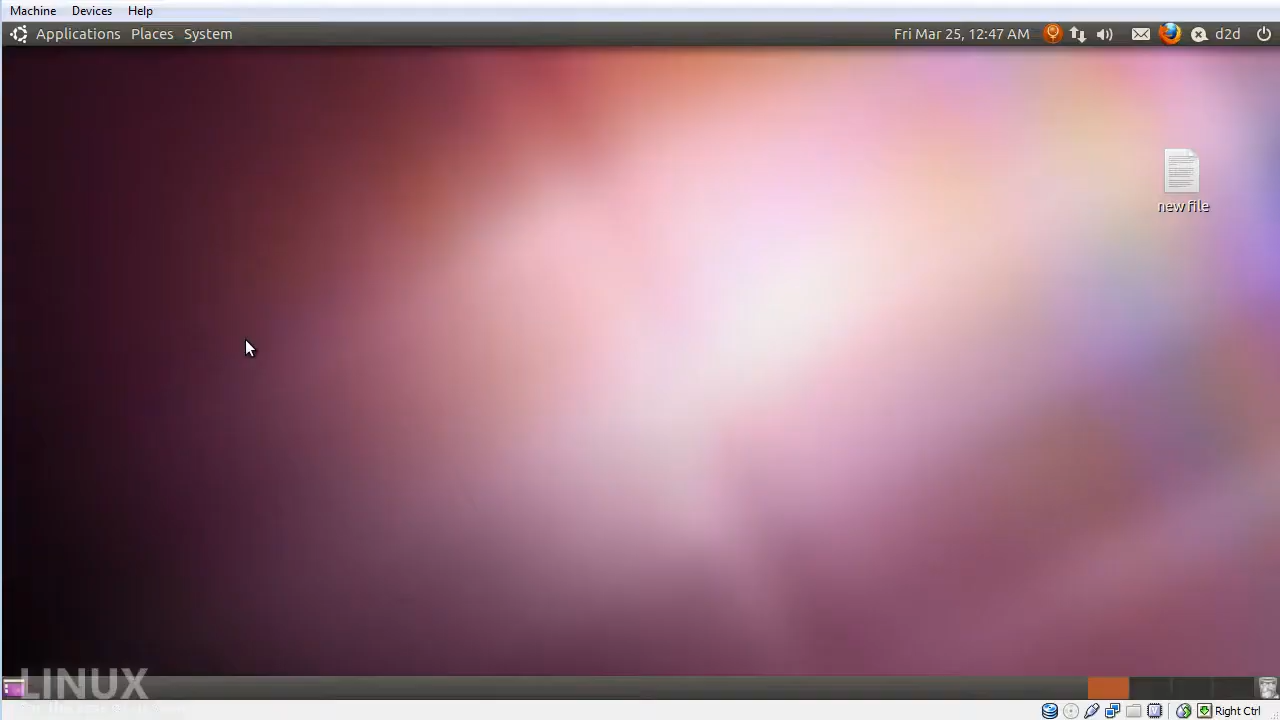 Machine Devices Help
Applications Places System Fri Mar 25, 12:47 AM d2d
new file
LINUX
Right Ctrl